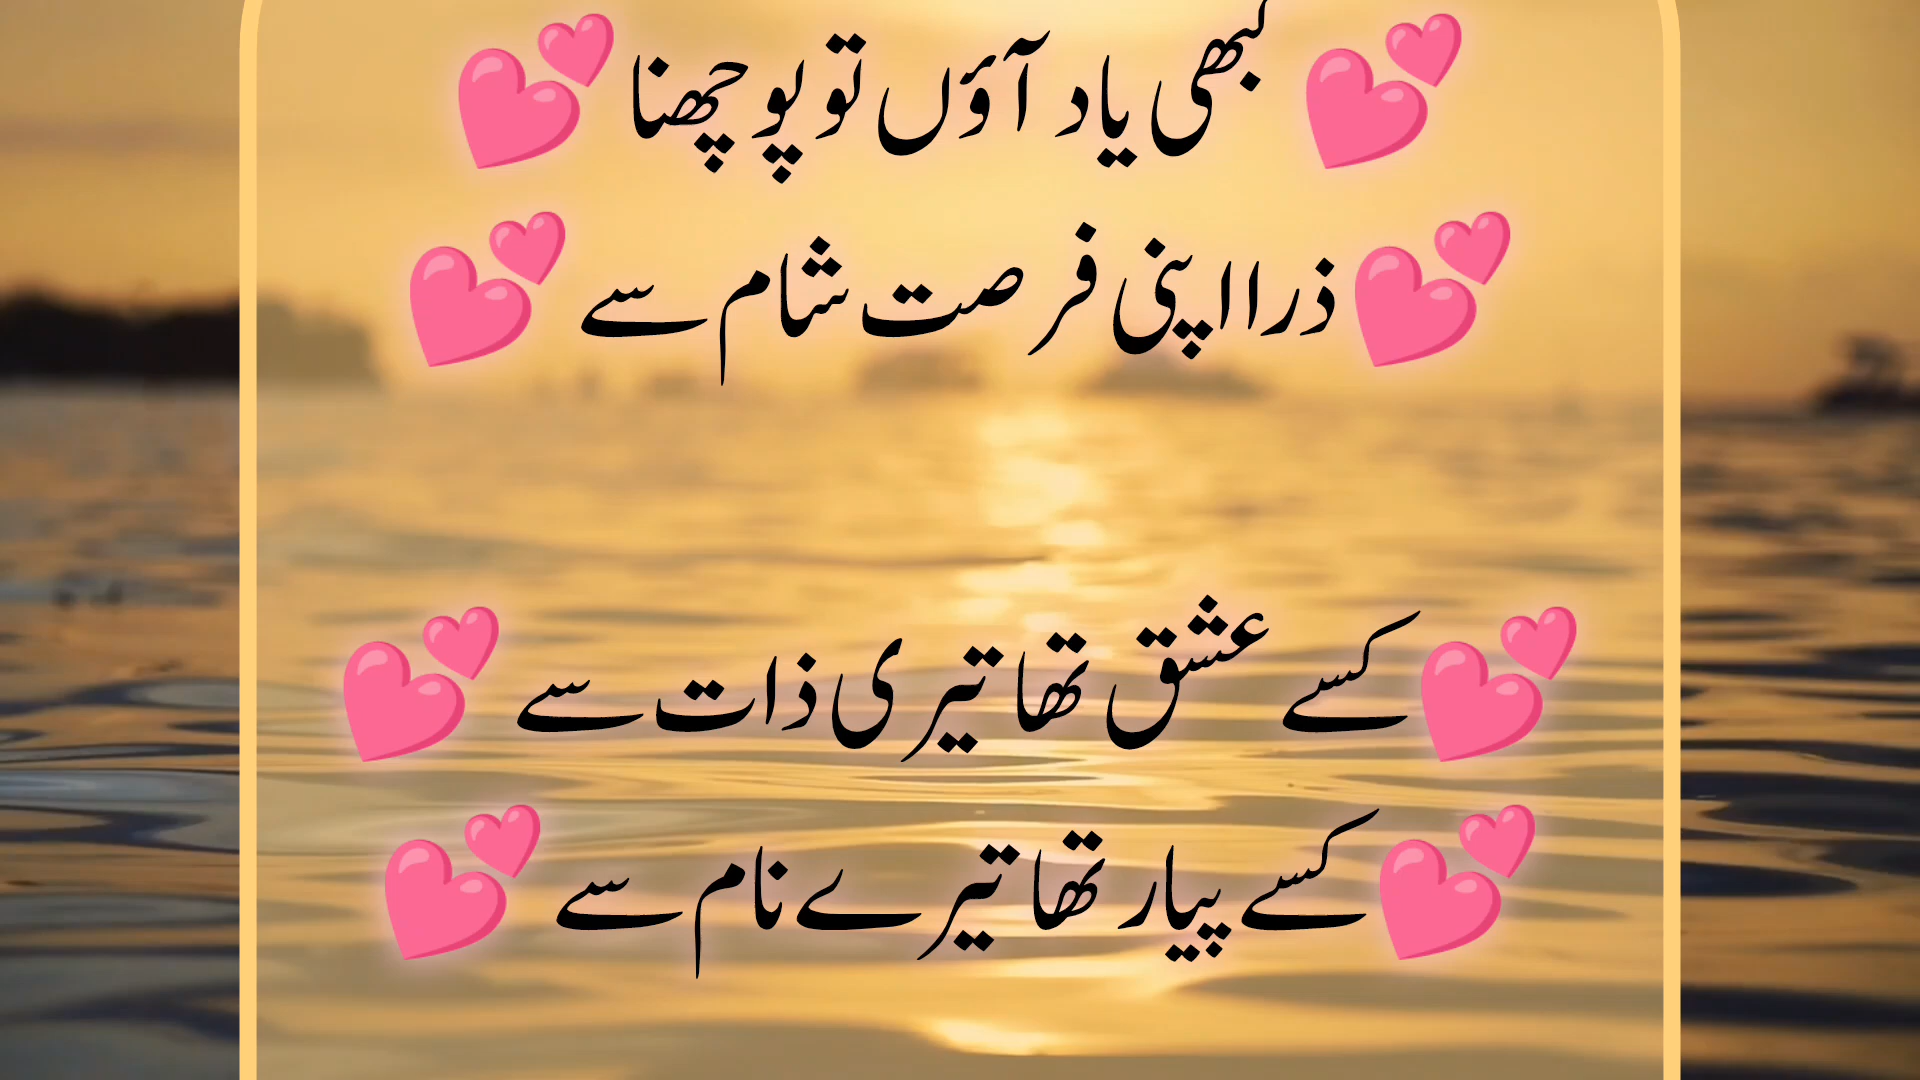 💕 کبھی یاد آؤں تو پوچھنا 💕
💕 ذرا اپنی فرصت شام سے 💕
💕 کسے عشق تھا تیری ذات سے 💕
💕 کسے پیار تھا تیرے نام سے 💕